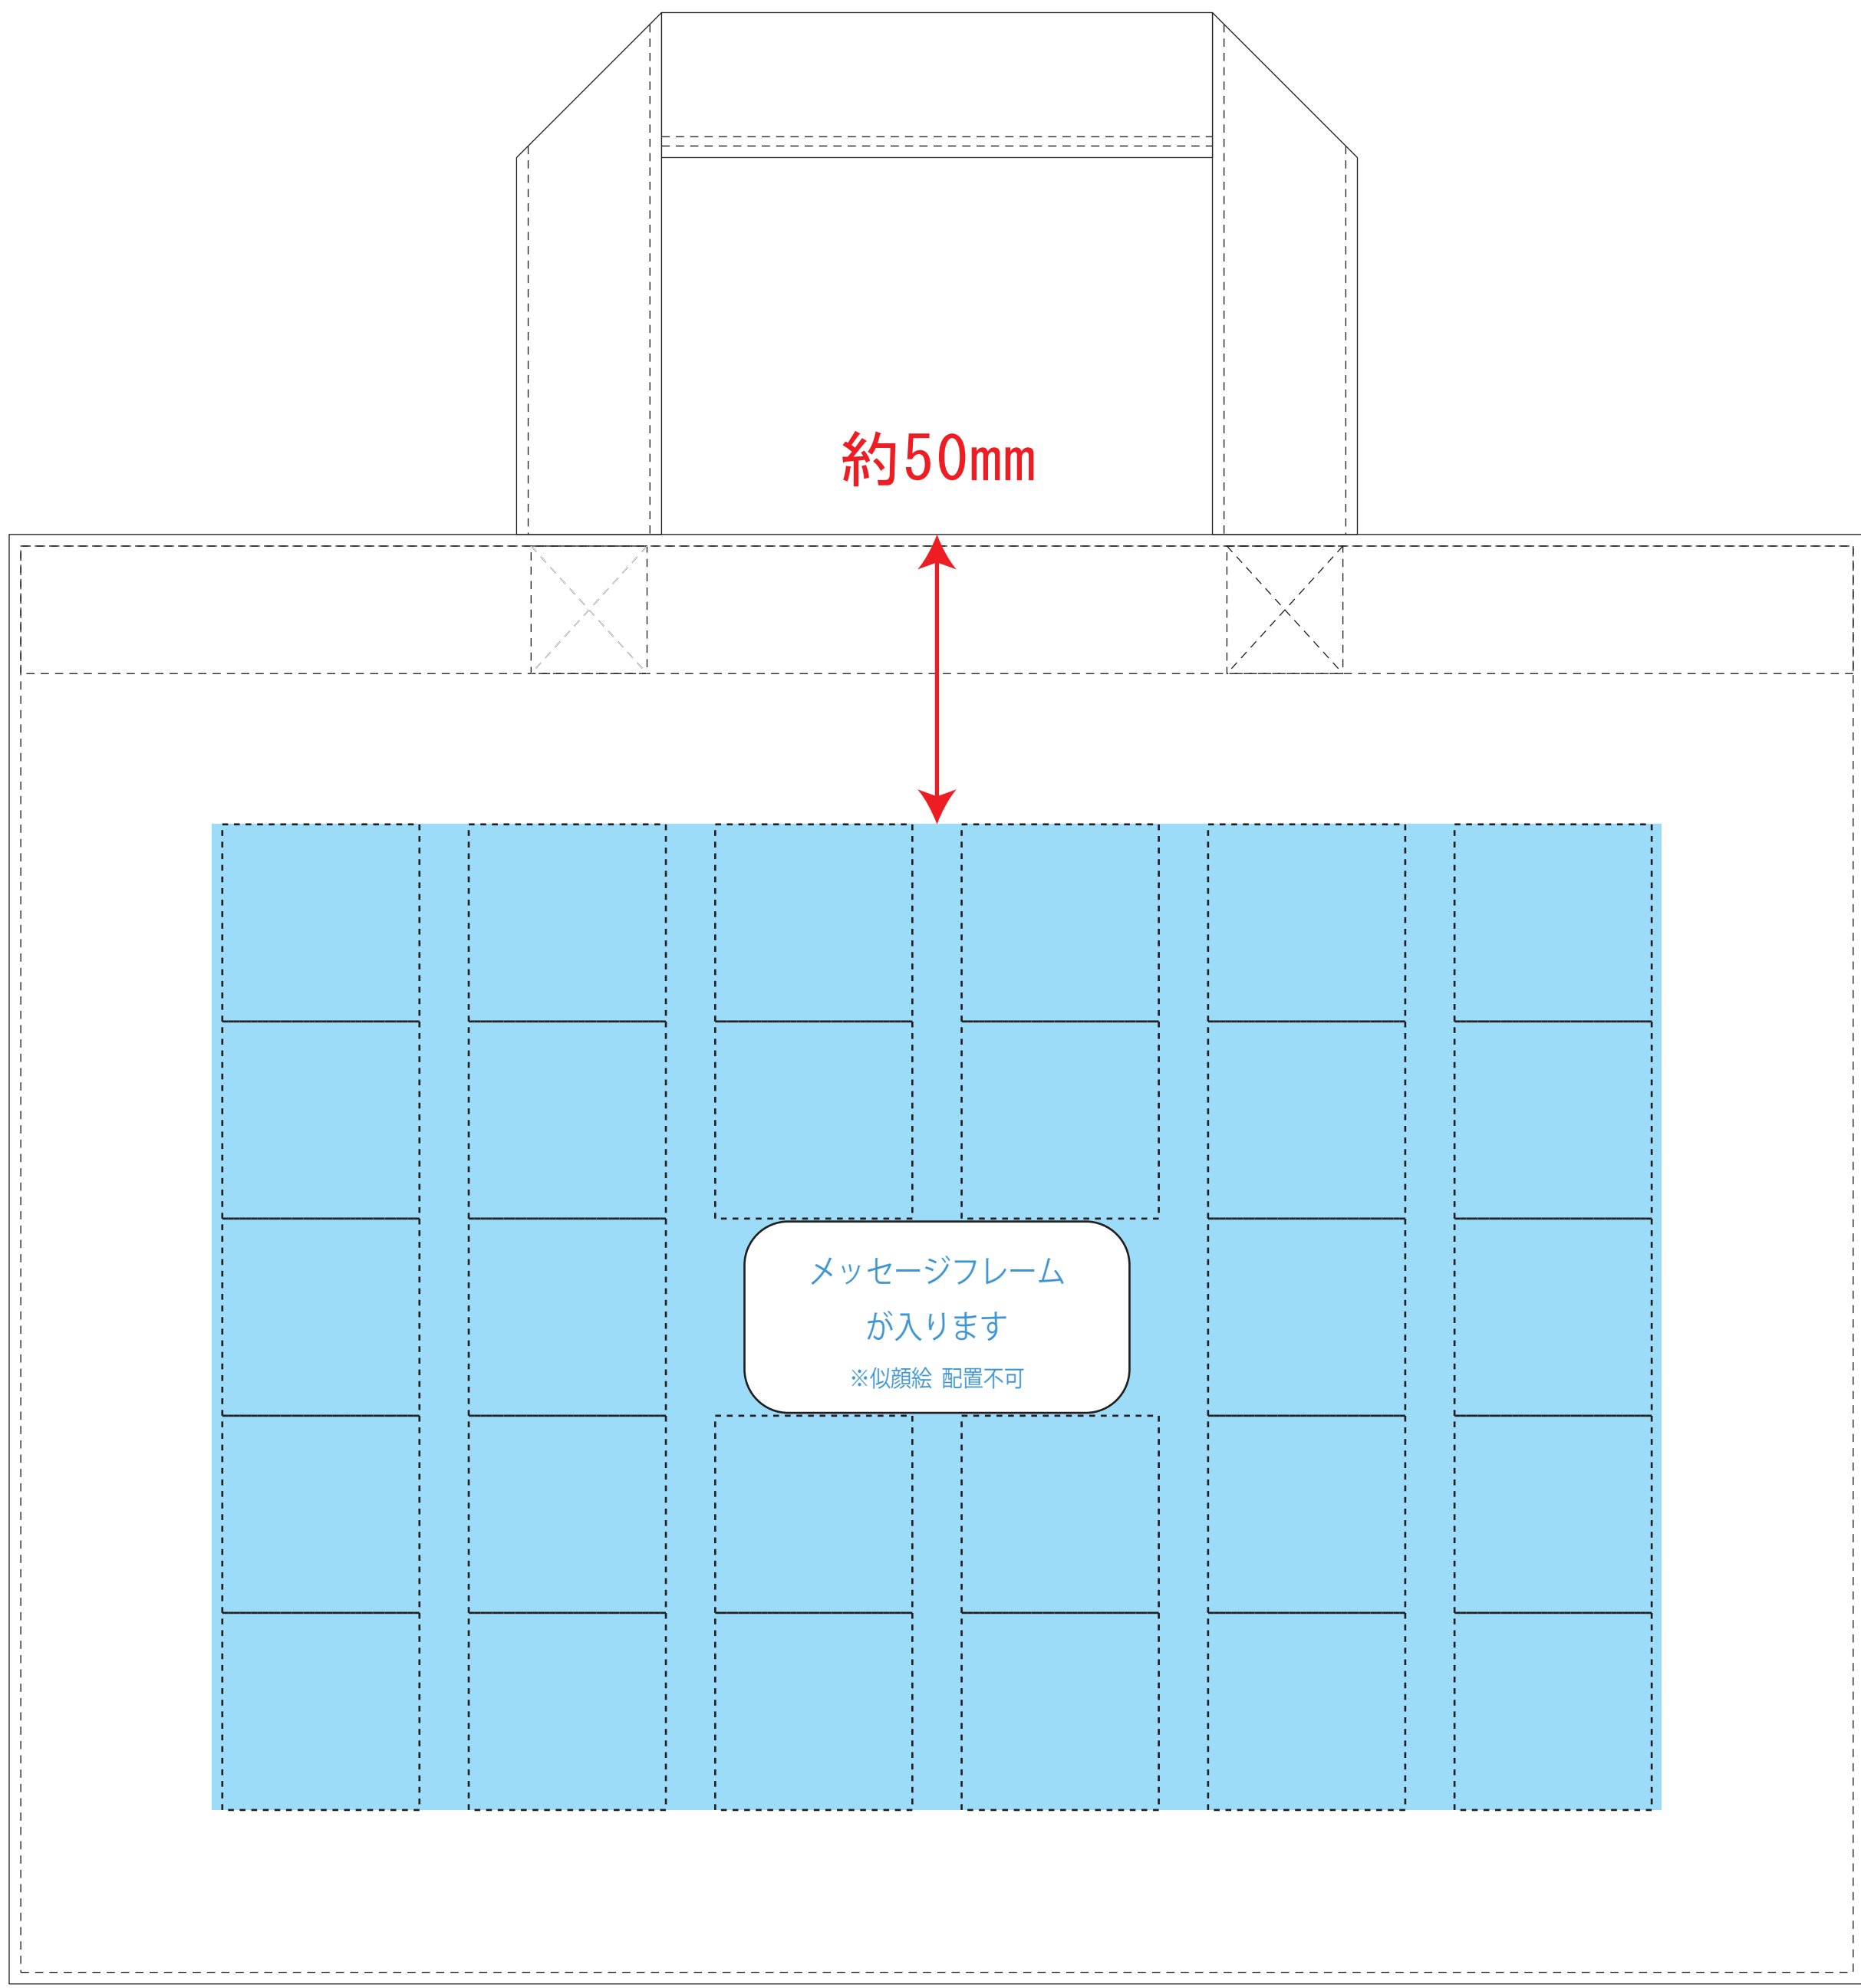 約50mm
メッセージフレーム
が入ります
※似顔絵 配置不可